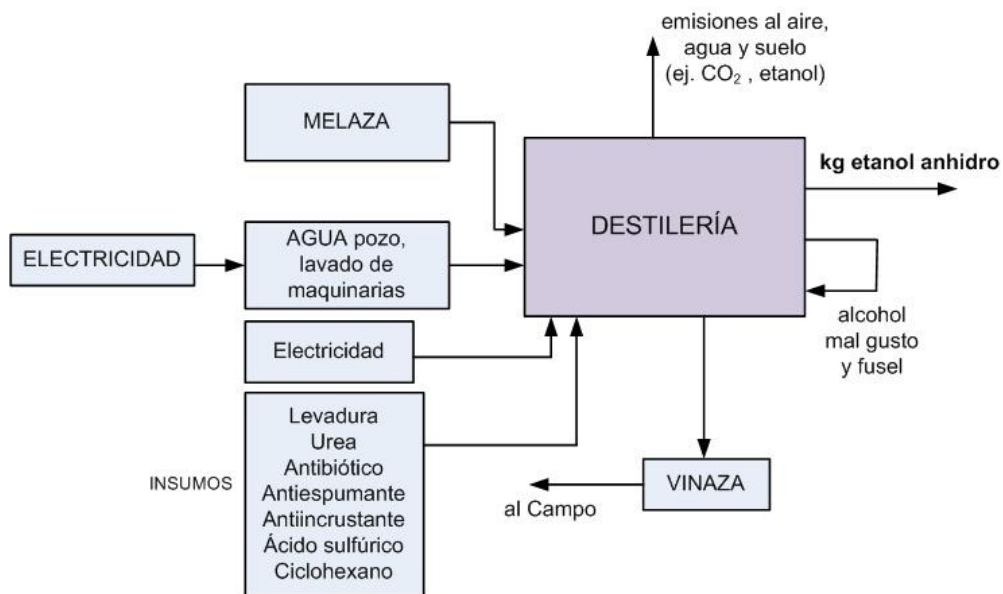 emisiones al aire,
agua y suelo
(ej. CO₂ , etanol)
MELAZA
kg etanol anhidro
DESTILERÍA
ELECTRICIDAD
AGUA pozo,
lavado de
maquinarias
alcohol
mal gusto
y fusel
Electricidad
INSUMOS
Levadura
Urea
Antibiótico
Antiespumante
Antiincrustante
Ácido sulfúrico
Ciclohexano
VINAZA
al Campo